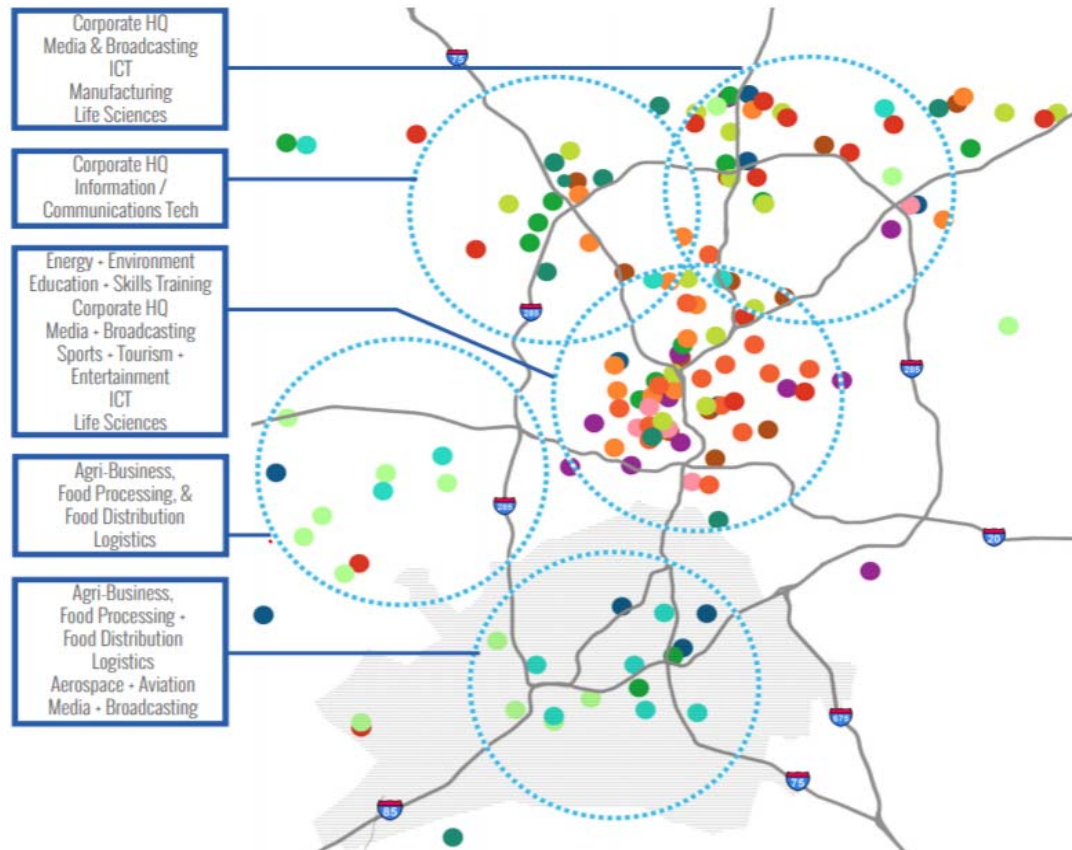 Corporate HQ
Media & Broadcasting
ICT
Manufacturing
Life Sciences
Corporate HQ
Information /
Communications Tech
Energy + Environment
Education + Skills Training
Corporate HQ
Media + Broadcasting
Sports + Tourism +
Entertainment
ICT
Life Sciences
Agri-Business,
Food Processing, &
Food Distribution
Logistics
Agri-Business,
Food Processing +
Food Distribution
Logistics
Aerospace + Aviation
Media + Broadcasting
75
285
285
285
20
675
75
85